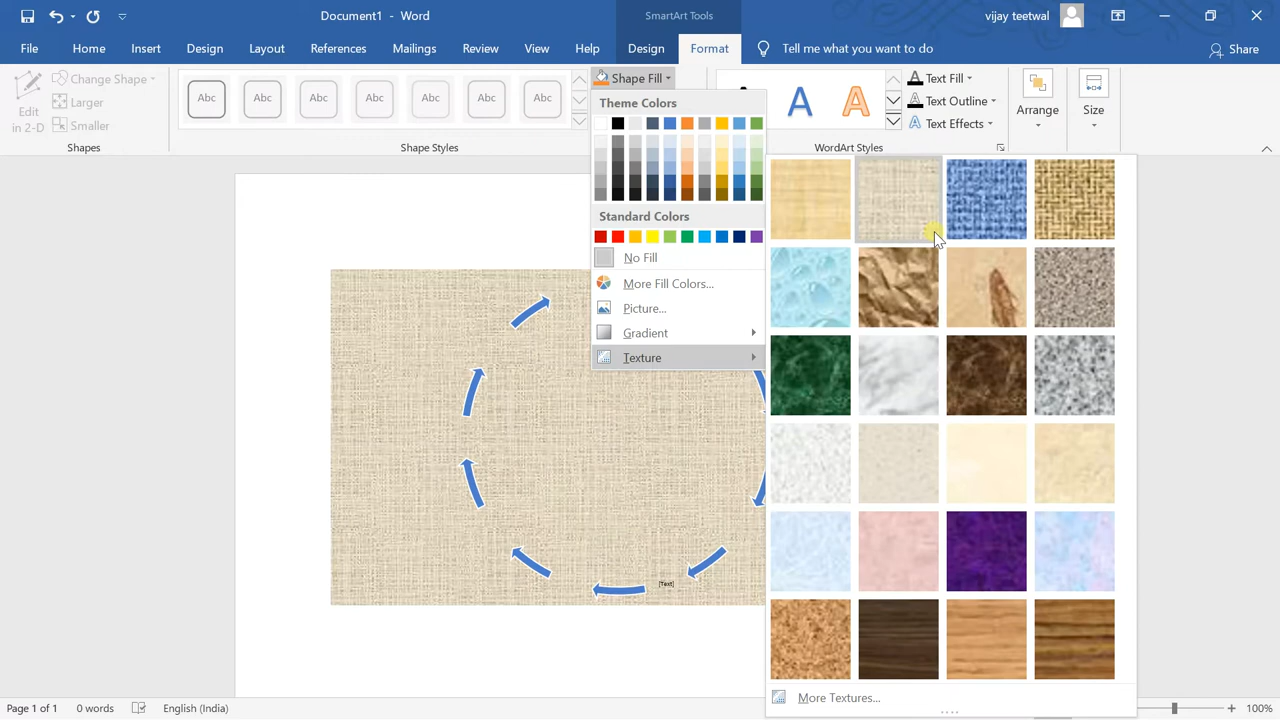 Document1 - Word
SmartArt Tools
vijay teetwal
File Home Insert Design Layout References Mailings Review View Help Design Format Tell me what you want to do Share
Edit in 2-D
Change Shape
Larger
Smaller
Shapes
Abc Abc Abc Abc Abc Abc Abc
Shape Styles
Shape Fill
Theme Colors
Standard Colors
No Fill
More Fill Colors...
Picture...
Gradient
Texture
A A
Text Fill
Text Outline
Text Effects
WordArt Styles
Arrange
Size
More Textures...
[Text]
Page 1 of 1 words English (India) 100%